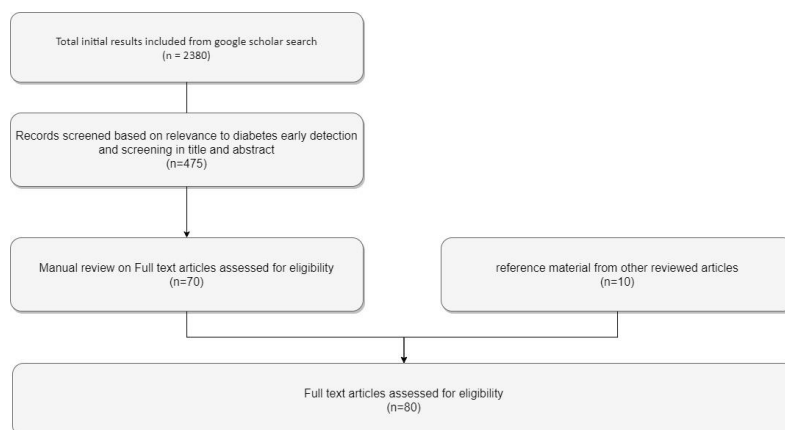 Total initial results included from google scholar search
(n = 2380)
Records screened based on relevance to diabetes early detection
and screening in title and abstract
(n=475)
Manual review on Full text articles assessed for eligibility
(n=70)
reference material from other reviewed articles
(n=10)
Full text articles assessed for eligibility
(n=80)